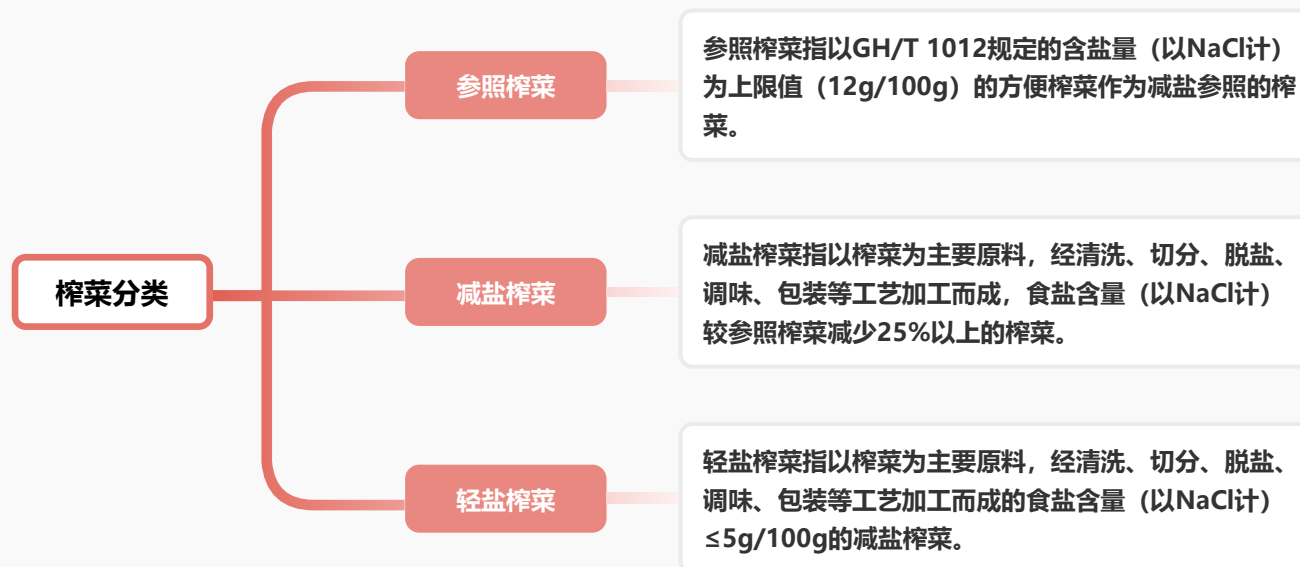 榨菜分类
参照榨菜
参照榨菜指以GH/T 1012规定的含盐量（以NaCl计）
为上限值（12g/100g）的方便榨菜作为减盐参照的榨
菜。
减盐榨菜
减盐榨菜指以榨菜为主要原料，经清洗、切分、脱盐、
调味、包装等工艺加工而成，食盐含量（以NaCl计）
较参照榨菜减少25%以上的榨菜。
轻盐榨菜
轻盐榨菜指以榨菜为主要原料，经清洗、切分、脱盐、
调味、包装等工艺加工而成的食盐含量（以NaCl计）
≤5g/100g的减盐榨菜。